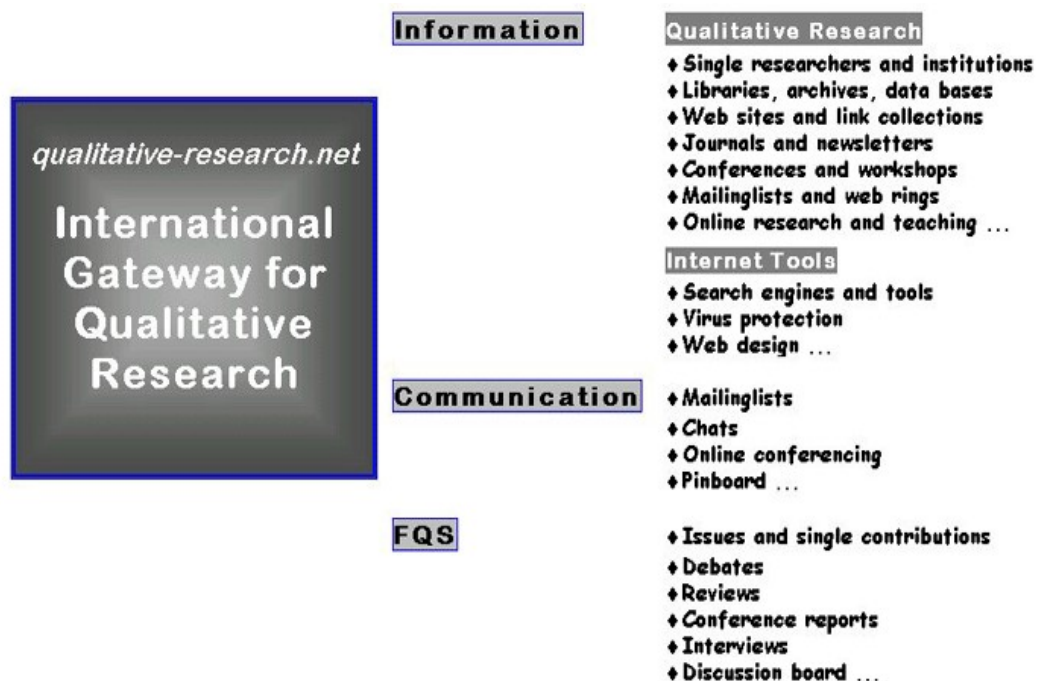 qualitative-research.net
International
Gateway for
Qualitative
Research
Information
Qualitative Research
♦ Single researchers and institutions
♦ Libraries, archives, data bases
♦ Web sites and link collections
♦ Journals and newsletters
♦ Conferences and workshops
♦ Mailinglists and web rings
♦ Online research and teaching ...
Internet Tools
♦ Search engines and tools
♦ Virus protection
♦ Web design ...
Communication
♦ Mailinglists
♦ Chats
♦ Online conferencing
♦ Pinboard ...
FQS
♦ Issues and single contributions
♦ Debates
♦ Reviews
♦ Conference reports
♦ Interviews
♦ Discussion board ...